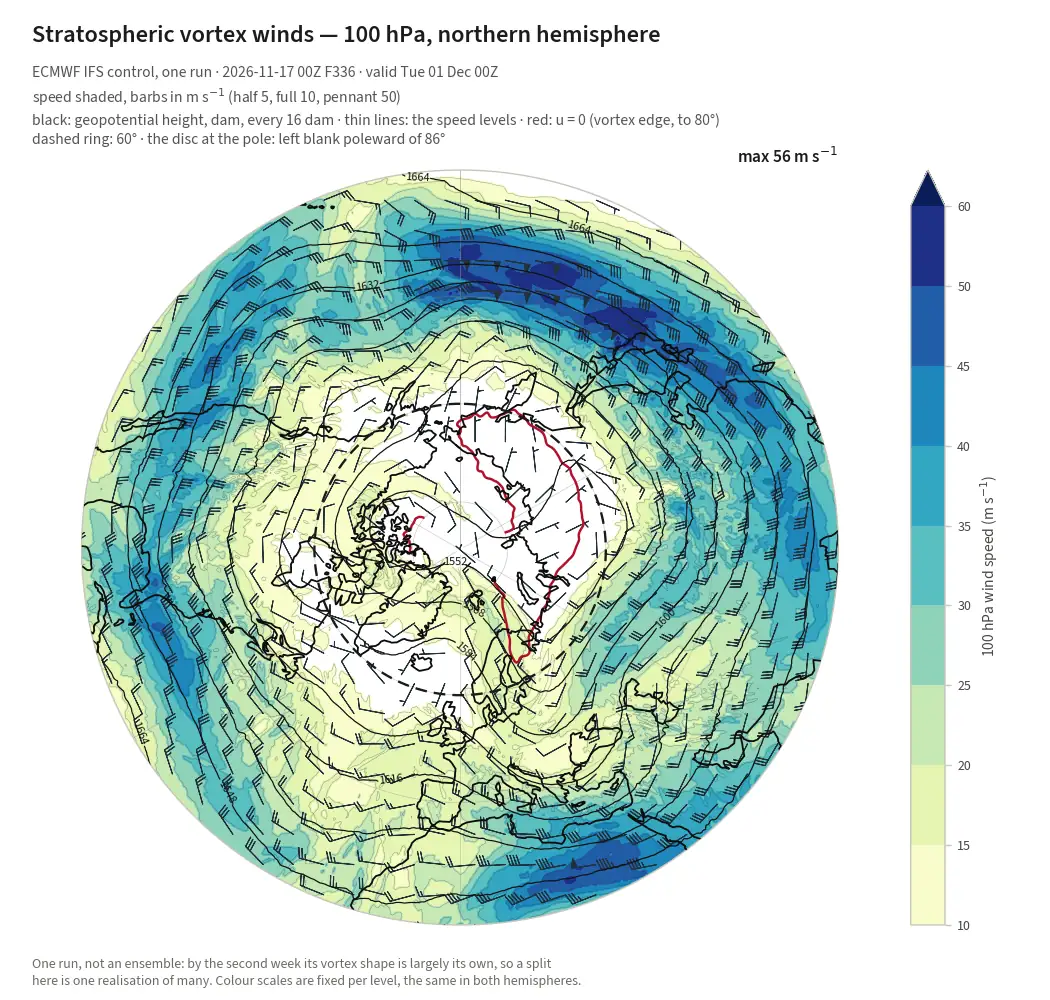 Stratospheric vortex winds — 100 hPa, northern hemisphere
ECMWF IFS control, one run · 2026-11-17 00Z F336 · valid Tue 01 Dec 00Z
speed shaded, barbs in m s⁻¹ (half 5, full 10, pennant 50)
black: geopotential height, dam, every 16 dam · thin lines: the speed levels · red: u = 0 (vortex edge, to 80°)
dashed ring: 60° · the disc at the pole: left blank poleward of 86°
max 56 m s⁻¹
1664
1664
1632
1552
1664
1616
60
50
45
40
35
30
25
20
15
10
100 hPa wind speed (m s⁻¹)
One run, not an ensemble: by the second week its vortex shape is largely its own, so a split
here is one realisation of many. Colour scales are fixed per level, the same in both hemispheres.